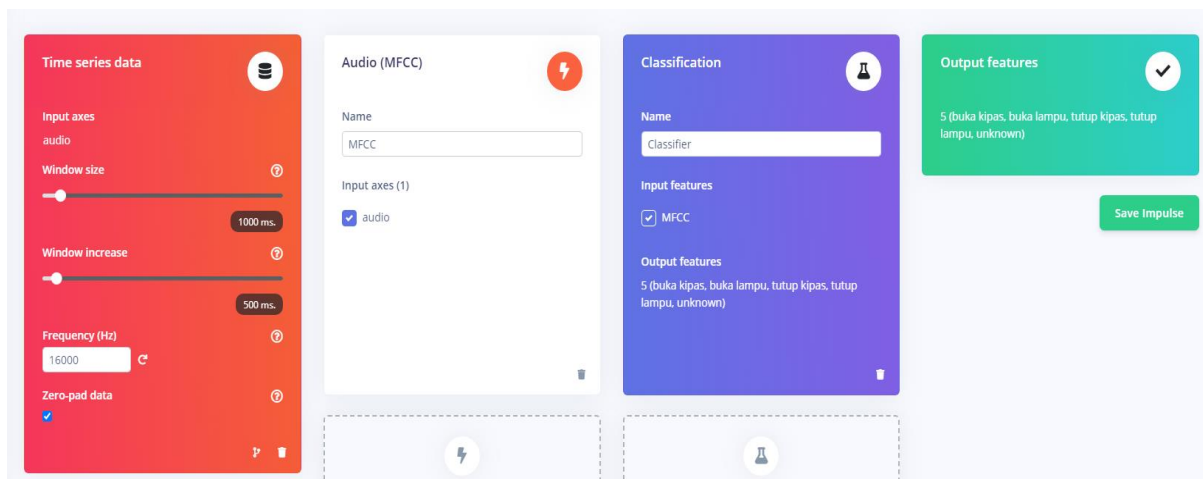 Time series data
Input axes
audio
Window size
1000 ms.
Window increase
500 ms.
Frequency (Hz)
16000
Zero-pad data
Audio (MFCC)
Name
MFCC
Input axes (1)
audio
Classification
Name
Classifier
Input features
MFCC
Output features
5 (buka kipas, buka lampu, tutup kipas, tutup
lampu, unknown)
Output features
5 (buka kipas, buka lampu, tutup kipas, tutup
lampu, unknown)
Save Impulse